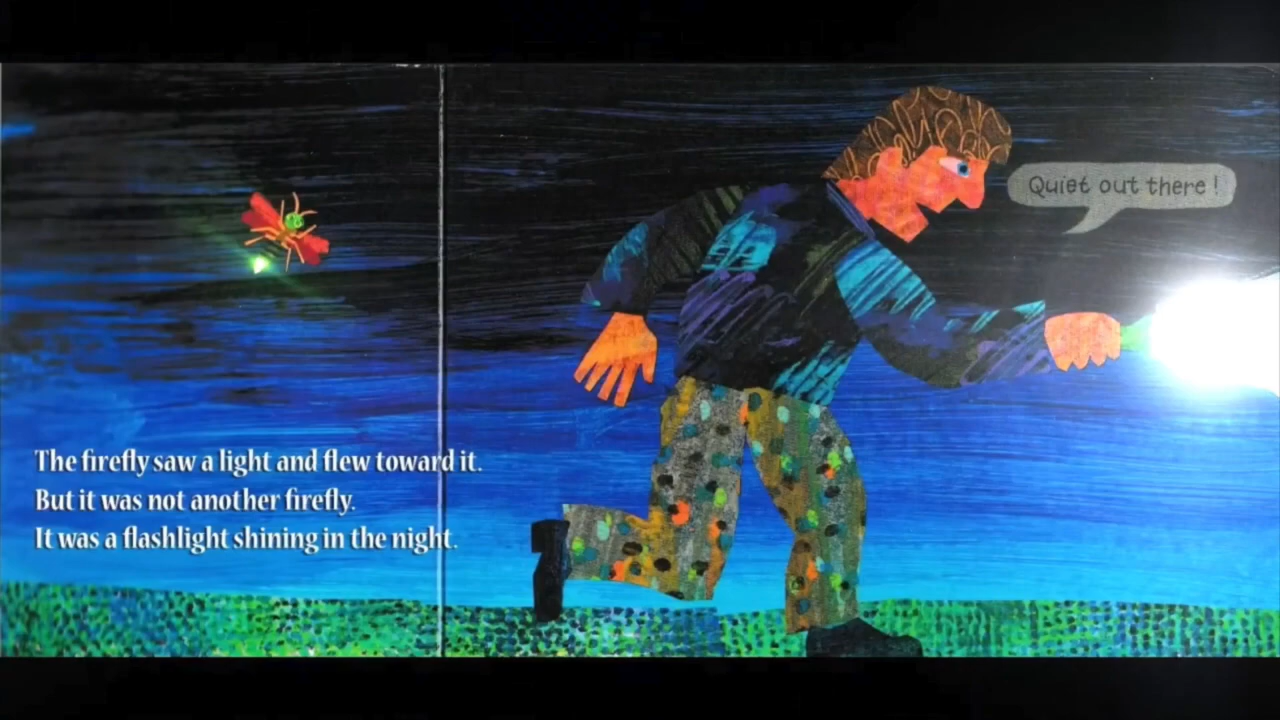 Quiet out there!
The firefly saw a light and flew toward it.
But it was not another firefly.
It was a flashlight shining in the night.